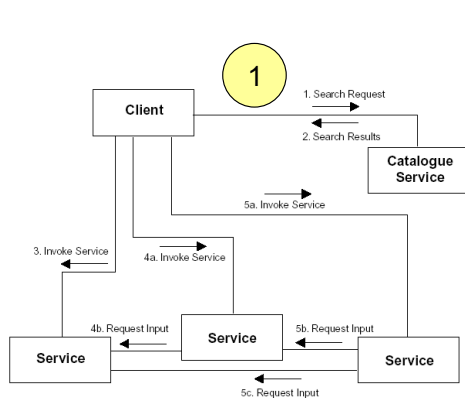 1
1. Search Request
Client
2. Search Results
Catalogue
Service
5a. Invoke Service
3. Invoke Service
4a. Invoke Service
4b. Request Input
Service
5b. Request Input
Service
Service
5c. Request Input